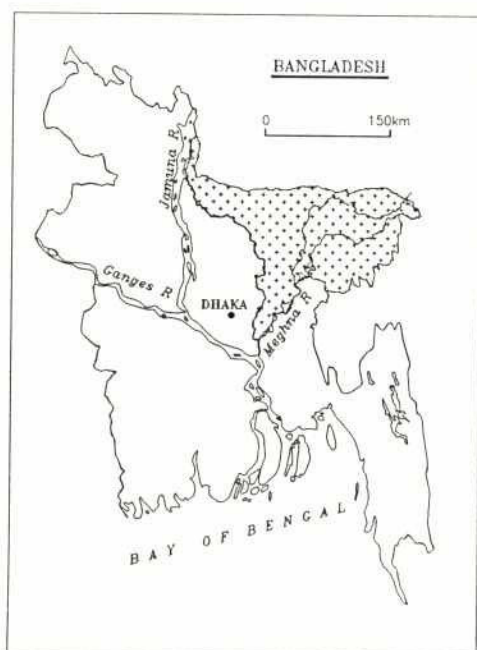 BANGLADESH
0 150km
Jamuna R
Ganges R
DHAKA
Meghna R
BAY OF BENGAL